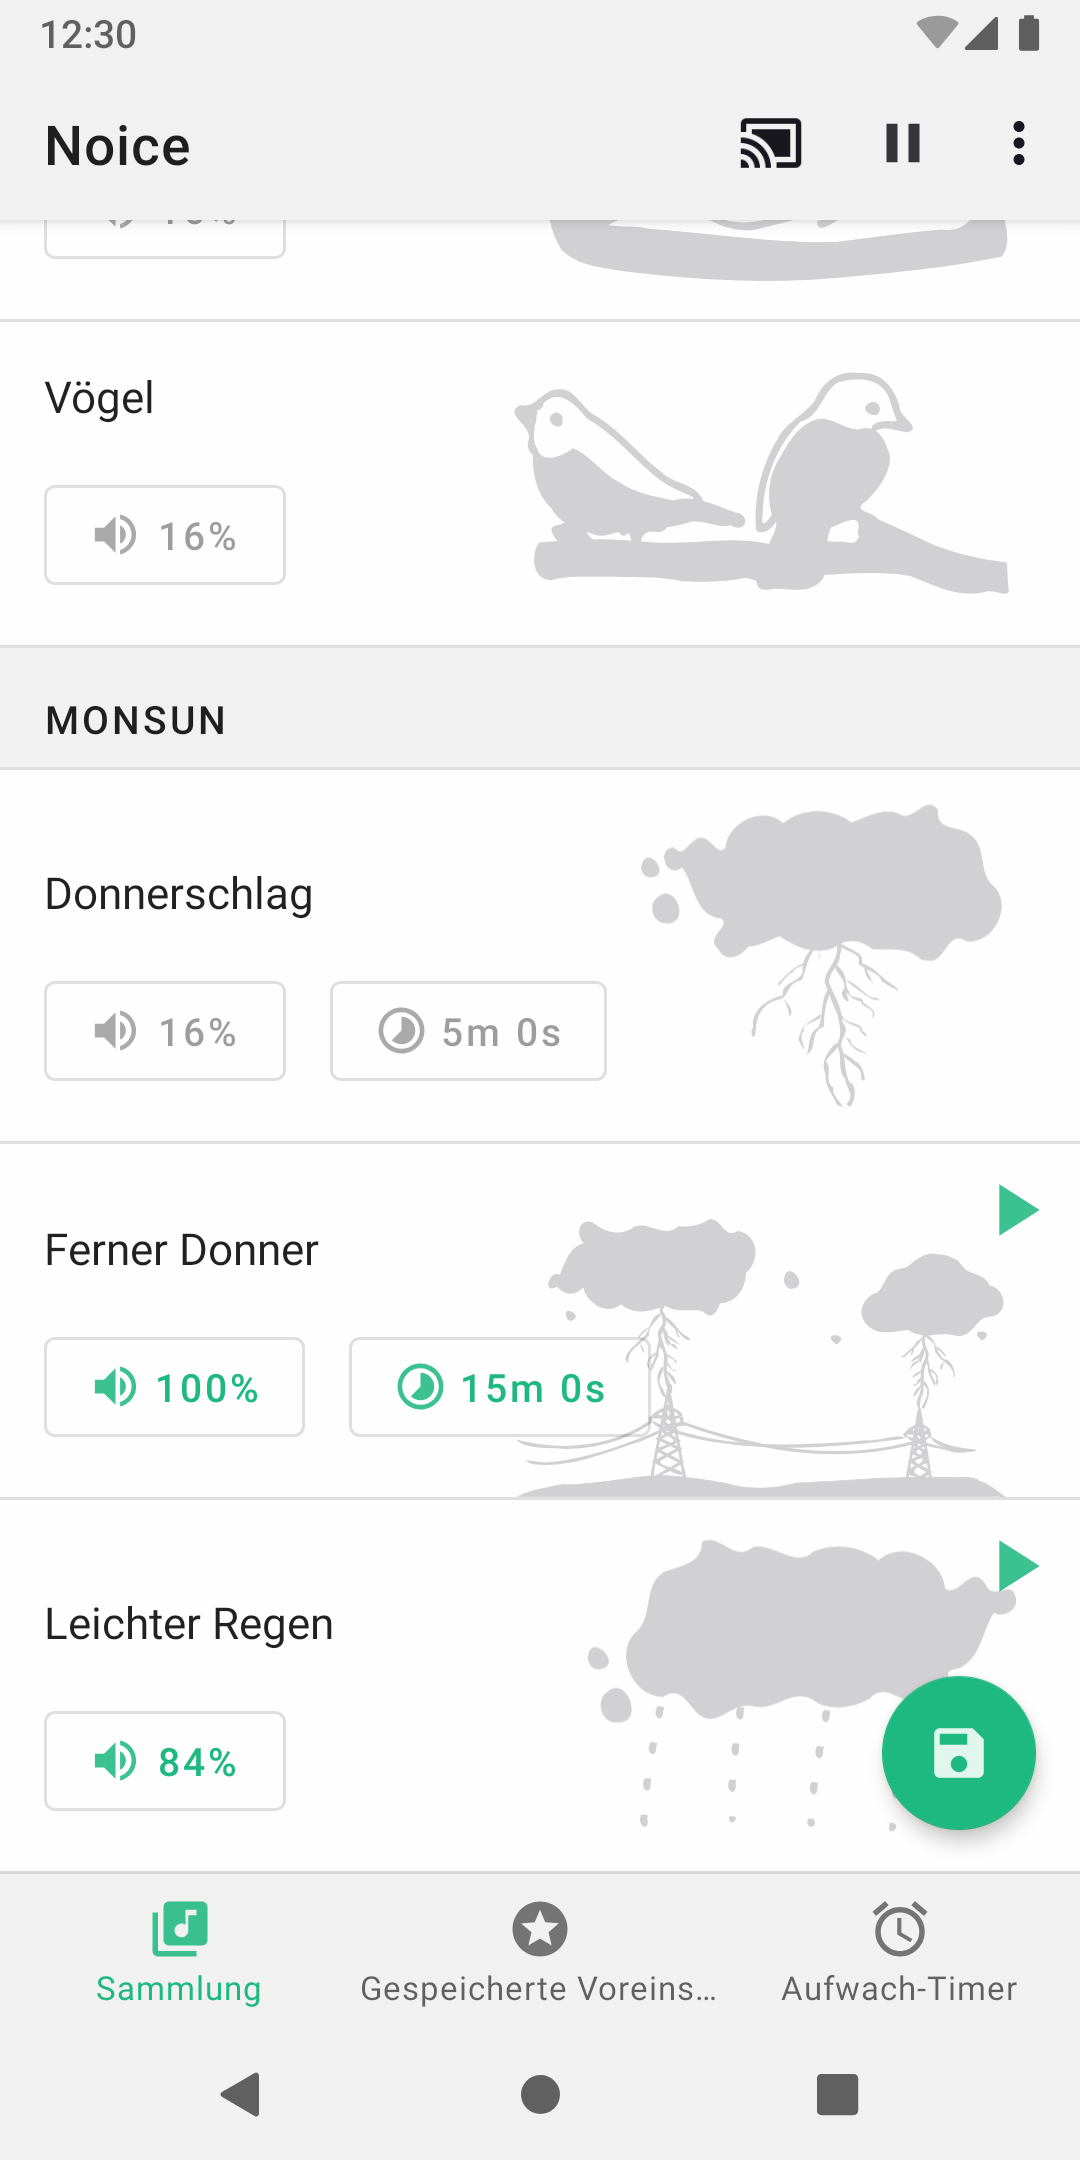 12:30
Noice
Vögel
16%
MONSUN
Donnerschlag
16% 5m 0s
Ferner Donner
100% 15m 0s
Leichter Regen
84%
Sammlung Gespeicherte Voreins… Aufwach-Timer